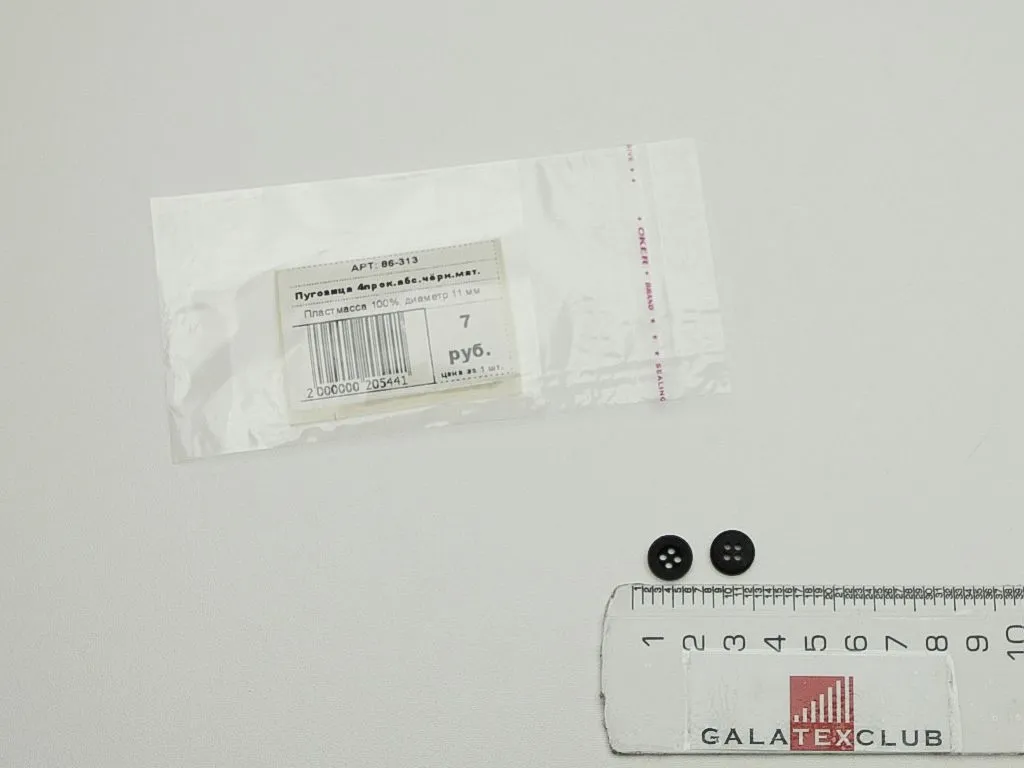 АРТ: 86-313
Пуговица 4прок.абс.чёрн.мат.
Пластмасса 100%, диаметр 11 мм
7
руб.
цена за 1 шт.
2 000000 205441
OKER
BRAND
SEALING
1 2 3 4 5 6 7 8 9 10
GALATEXCLUB